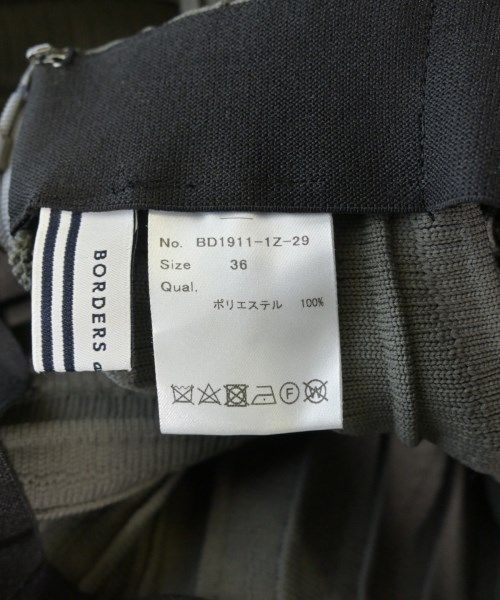 No. BD1911-1Z-29
Size 36
Qual.
ポリエステル 100%
F
W
BORDERS a